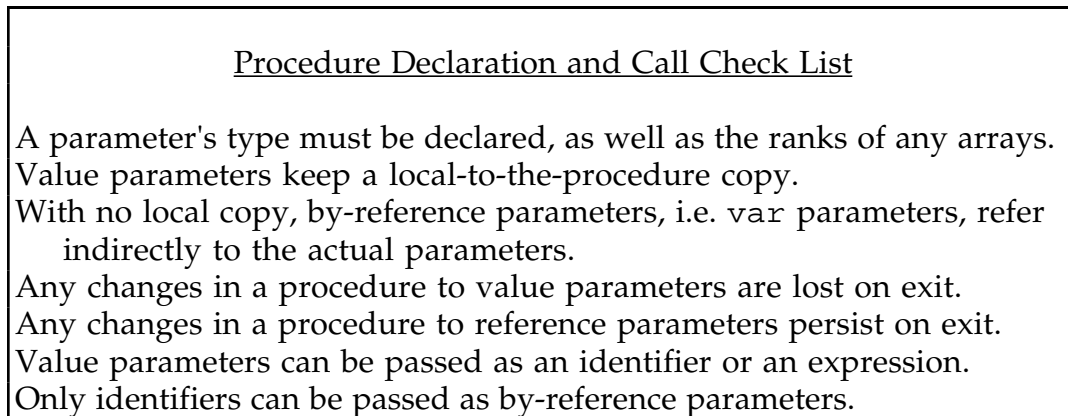 Procedure Declaration and Call Check List
A parameter's type must be declared, as well as the ranks of any arrays.
Value parameters keep a local-to-the-procedure copy.
With no local copy, by-reference parameters, i.e. var parameters, refer
indirectly to the actual parameters.
Any changes in a procedure to value parameters are lost on exit.
Any changes in a procedure to reference parameters persist on exit.
Value parameters can be passed as an identifier or an expression.
Only identifiers can be passed as by-reference parameters.